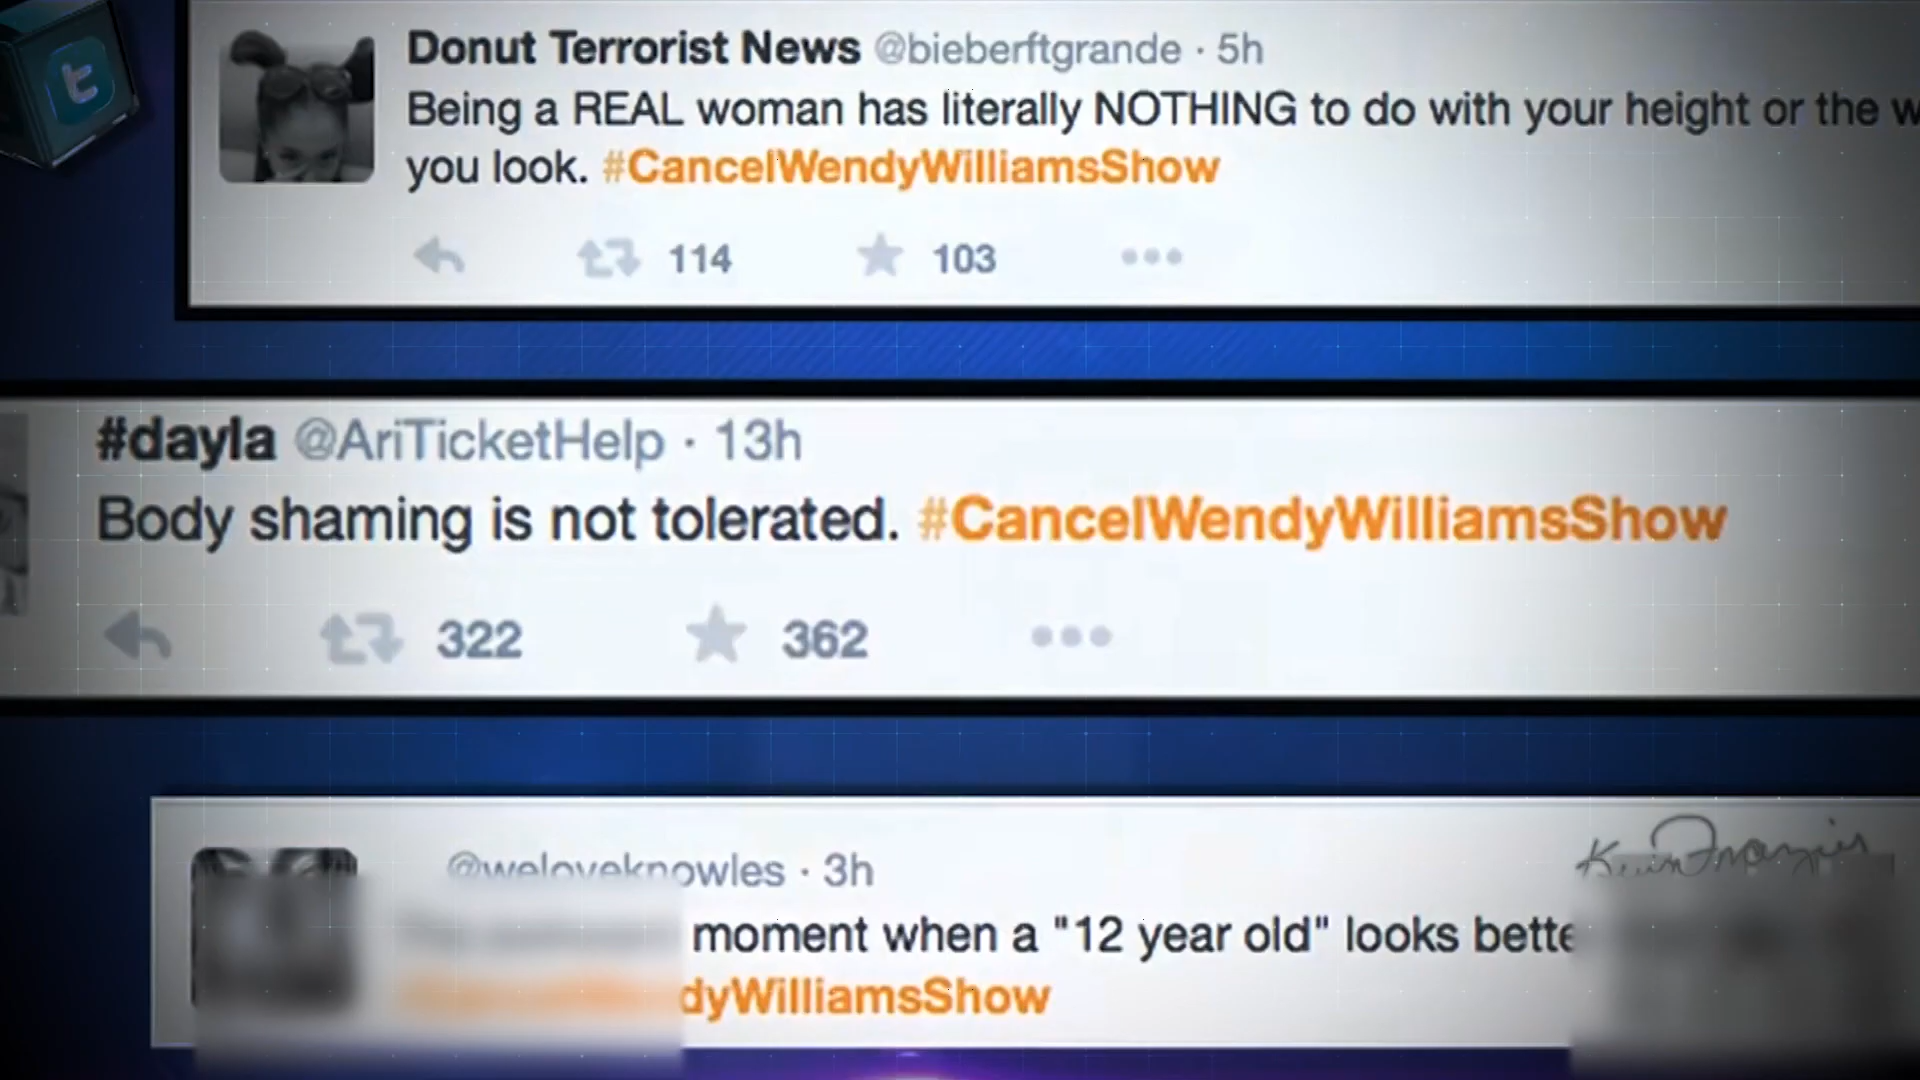 Donut Terrorist News @bieberftgrande · 5h
Being a REAL woman has literally NOTHING to do with your height or the w
you look. #CancelWendyWilliamsShow
114 103
#dayla @AriTicketHelp · 13h
Body shaming is not tolerated. #CancelWendyWilliamsShow
322 362
@weloveknowles · 3h
Kevin Frazier
moment when a "12 year old" looks bette
dyWilliamsShow